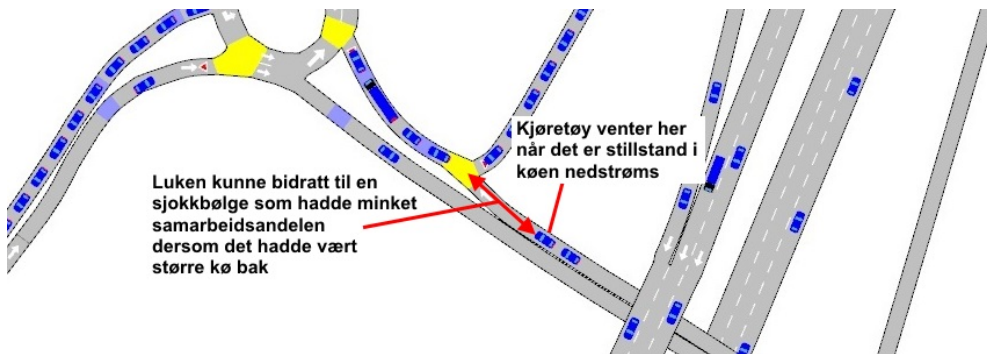 Kjøretøy venter her
når det er stillstand i
køen nedstrøms
Luken kunne bidratt til en
sjokkbølge som hadde minket
samarbeidsandelen
dersom det hadde vært
større kø bak